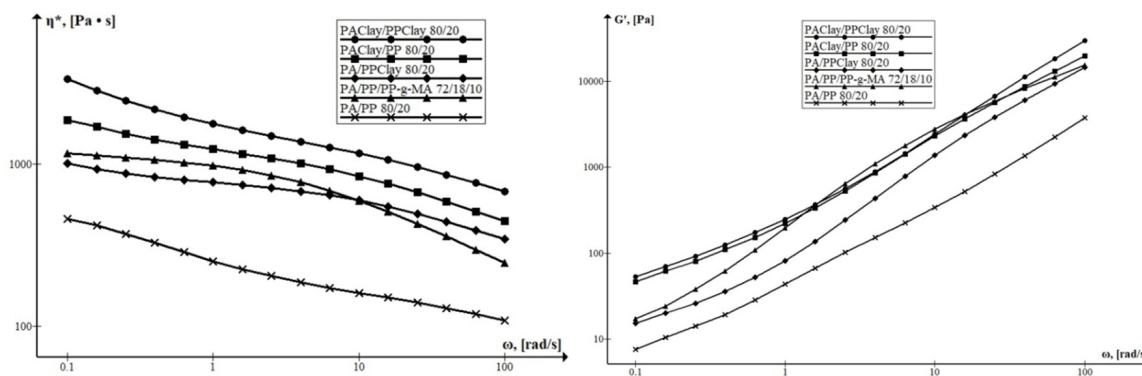 η*, [Pa • s]
PAClay/PPClay 80/20
PAClay/PP 80/20
PA/PPClay 80/20
PA/PP/PP-g-MA 72/18/10
PA/PP 80/20
1000
100
0.1
1
10
100
ω, [rad/s]
G', [Pa]
PAClay/PPClay 80/20
PAClay/PP 80/20
PA/PPClay 80/20
PA/PP/PP-g-MA 72/18/10
PA/PP 80/20
10000
1000
100
10
0.1
1
10
100
ω, [rad/s]